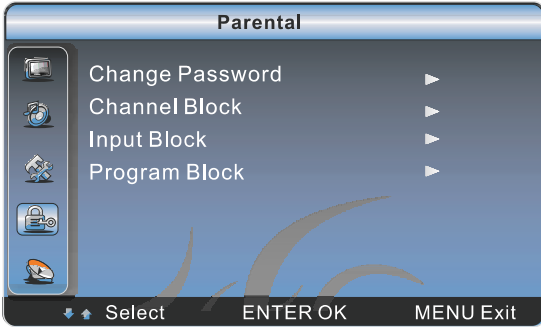 Parental
Change Password
Channel Block
Input Block
Program Block
Select ENTER OK MENU Exit